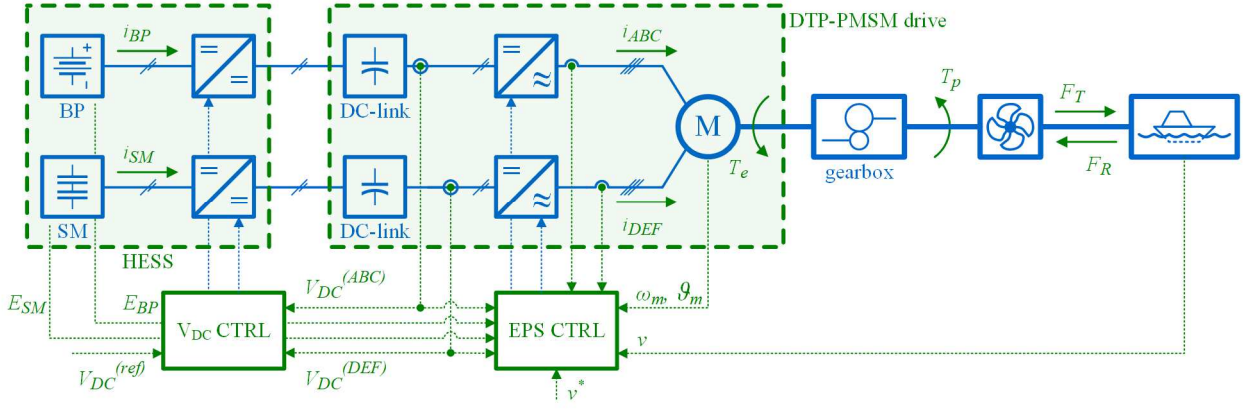 DTP-PMSM drive
i_BP
i_ABC
BP
DC-link
M
T_e
T_p
F_T
F_R
gearbox
i_SM
SM
DC-link
i_DEF
HESS
E_SM
E_BP
V_DC CTRL
V_DC^(ABC)
EPS CTRL
ω_m, ϑ_m
V_DC^(ref)
V_DC^(DEF)
v
v*